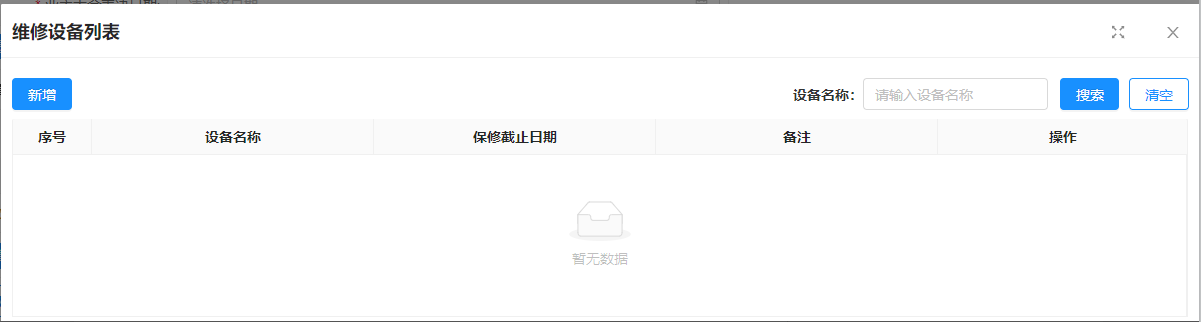 维修设备列表
新增
设备名称:
请输入设备名称
搜索
清空
序号
设备名称
保修截止日期
备注
操作
暂无数据